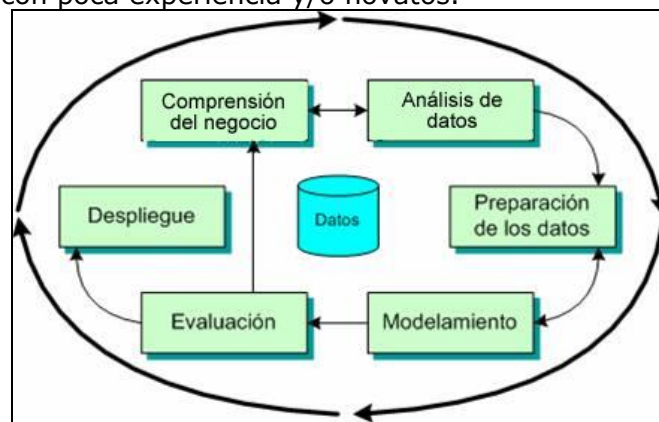 con poca experiencia y/o novatos.
Comprensión
del negocio
Análisis de
datos
Despliegue
Datos
Preparación
de los datos
Evaluación
Modelamiento